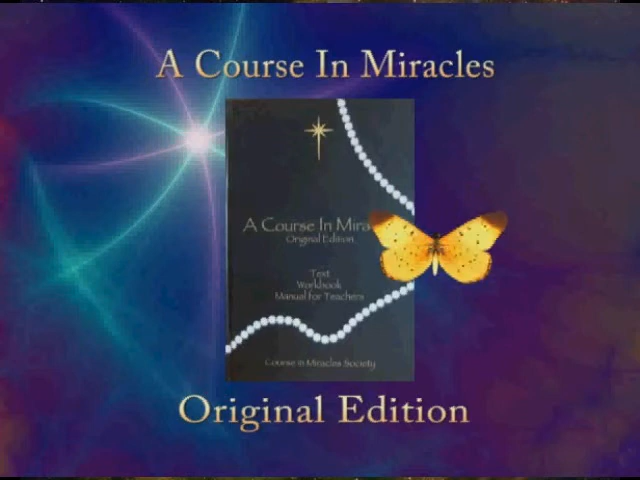 A Course In Miracles
A Course In Mira
Original Edition
Text
Workbook
Manual for Teachers
Course in Miracles Society
Original Edition